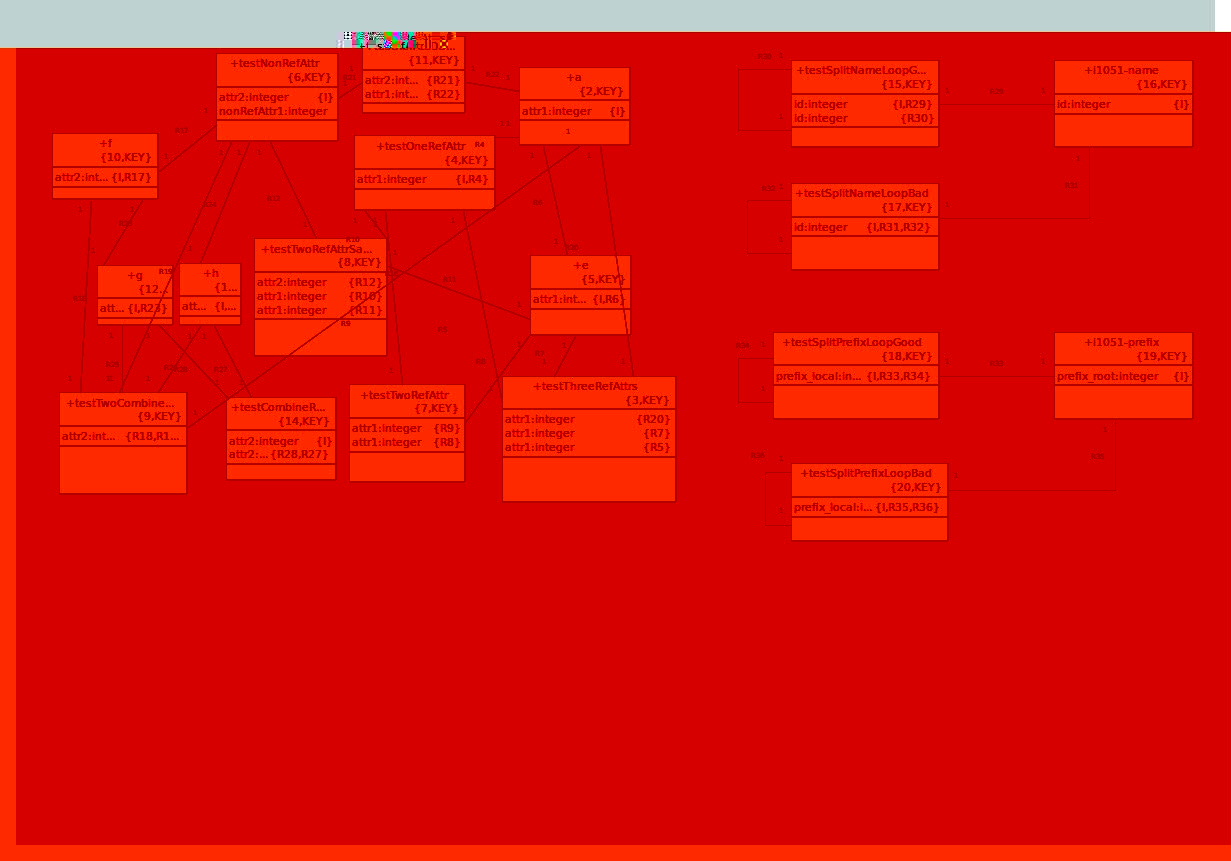 +testNonRefAttr
{6,KEY}
attr2:integer {I}
nonRefAttr1:integer
{11,KEY}
attr2:int... {R21}
attr1:int... {R22}
+a
{2,KEY}
attr1:integer {I}
+f
{10,KEY}
attr2:int... {I,R17}
+testOneRefAttr R4
{4,KEY}
attr1:integer {I,R4}
+testTwoRefAttrSa...
{8,KEY}
attr2:integer {R12}
attr1:integer {R10}
attr1:integer {R11}
R9
+g R19
{12...
att... {I,R23}
+h
{1...
att... {I,...
+e
{5,KEY}
attr1:int... {I,R6}
+testTwoCombine...
{9,KEY}
attr2:int... {R18,R1...
+testCombineR...
{14,KEY}
attr2:integer {I}
attr2:... {R28,R27}
+testTwoRefAttr
{7,KEY}
attr1:integer {R9}
attr1:integer {R8}
+testThreeRefAttrs
{3,KEY}
attr1:integer {R20}
attr1:integer {R7}
attr1:integer {R5}
+testSplitNameLoopG...
{15,KEY}
id:integer {I,R29}
id:integer {R30}
+i1051-name
{16,KEY}
id:integer {I}
+testSplitNameLoopBad
{17,KEY}
id:integer {I,R31,R32}
+testSplitPrefixLoopGood
{18,KEY}
prefix_local:in... {I,R33,R34}
+i1051-prefix
{19,KEY}
prefix_root:integer {I}
+testSplitPrefixLoopBad
{20,KEY}
prefix_local:i... {I,R35,R36}